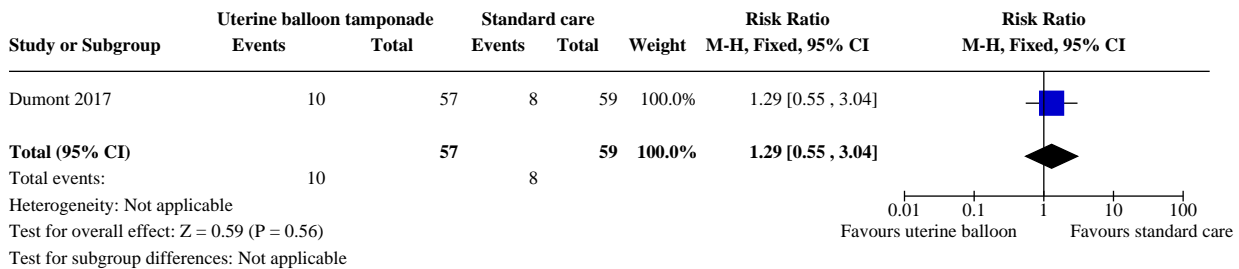 Uterine balloon tamponade Standard care Risk Ratio Risk Ratio
Study or Subgroup Events Total Events Total Weight M-H, Fixed, 95% CI M-H, Fixed, 95% CI
Dumont 2017 10 57 8 59 100.0% 1.29 [0.55 , 3.04]
Total (95% CI) 57 59 100.0% 1.29 [0.55 , 3.04]
Total events: 10 8
Heterogeneity: Not applicable 0.01 0.1 1 10 100
Test for overall effect: Z = 0.59 (P = 0.56) Favours uterine balloon Favours standard care
Test for subgroup differences: Not applicable